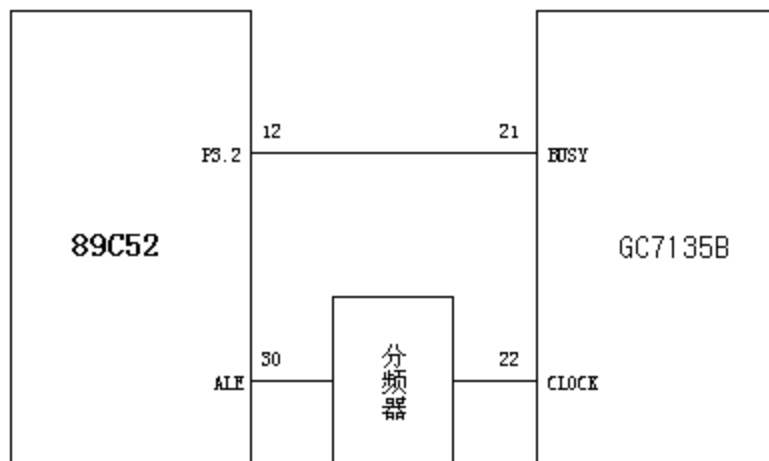 12
21
P3.2
BUSY
89C52
GC7135B
30
分频器
22
ALE
CLOCK